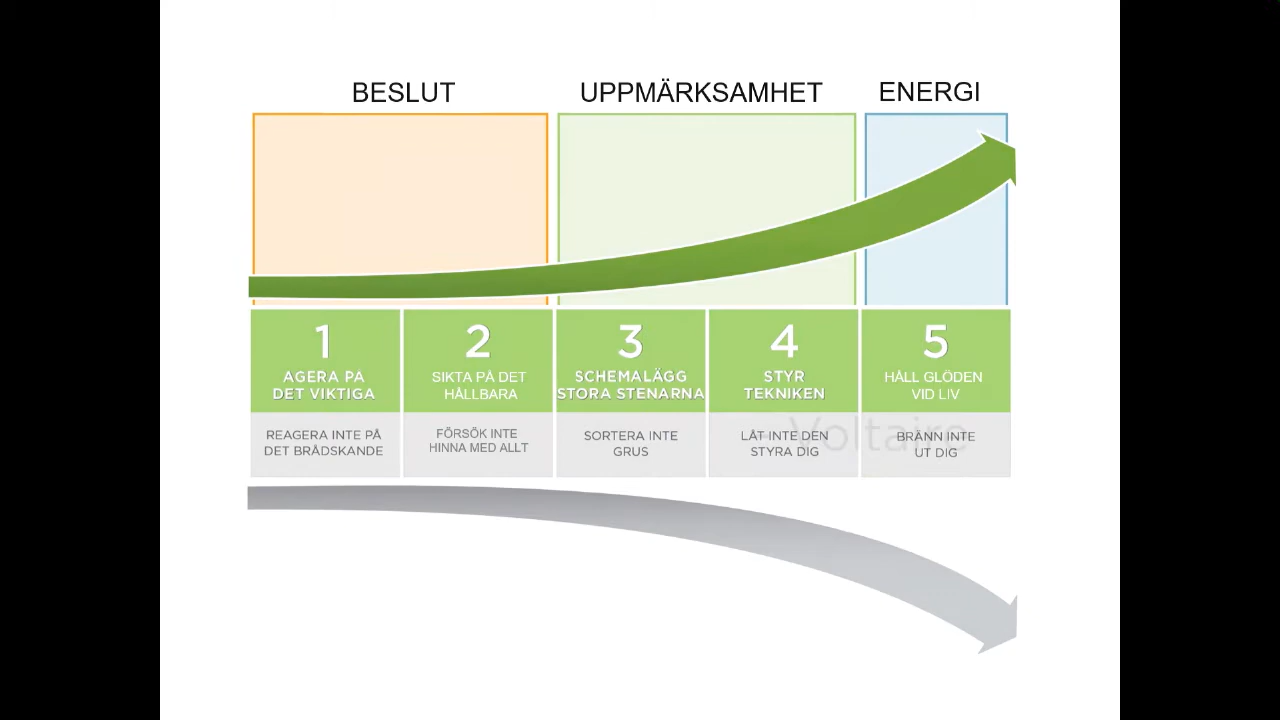 BESLUT
UPPMÄRKSAMHET
ENERGI
1
AGERA PÅ
DET VIKTIGA
2
SIKTA PÅ DET
HÅLLBARA
3
SCHEMALÄGG
STORA STENARNA
4
STYR
TEKNIKEN
5
HÅLL GLÖDEN
VID LIV
REAGERA INTE PÅ
DET BRÅDSKANDE
FÖRSÖK INTE
HINNA MED ALLT
SORTERA INTE
GRUS
LÅT INTE DEN
STYRA DIG
BRÄNN INTE
UT DIG
- Voltaire